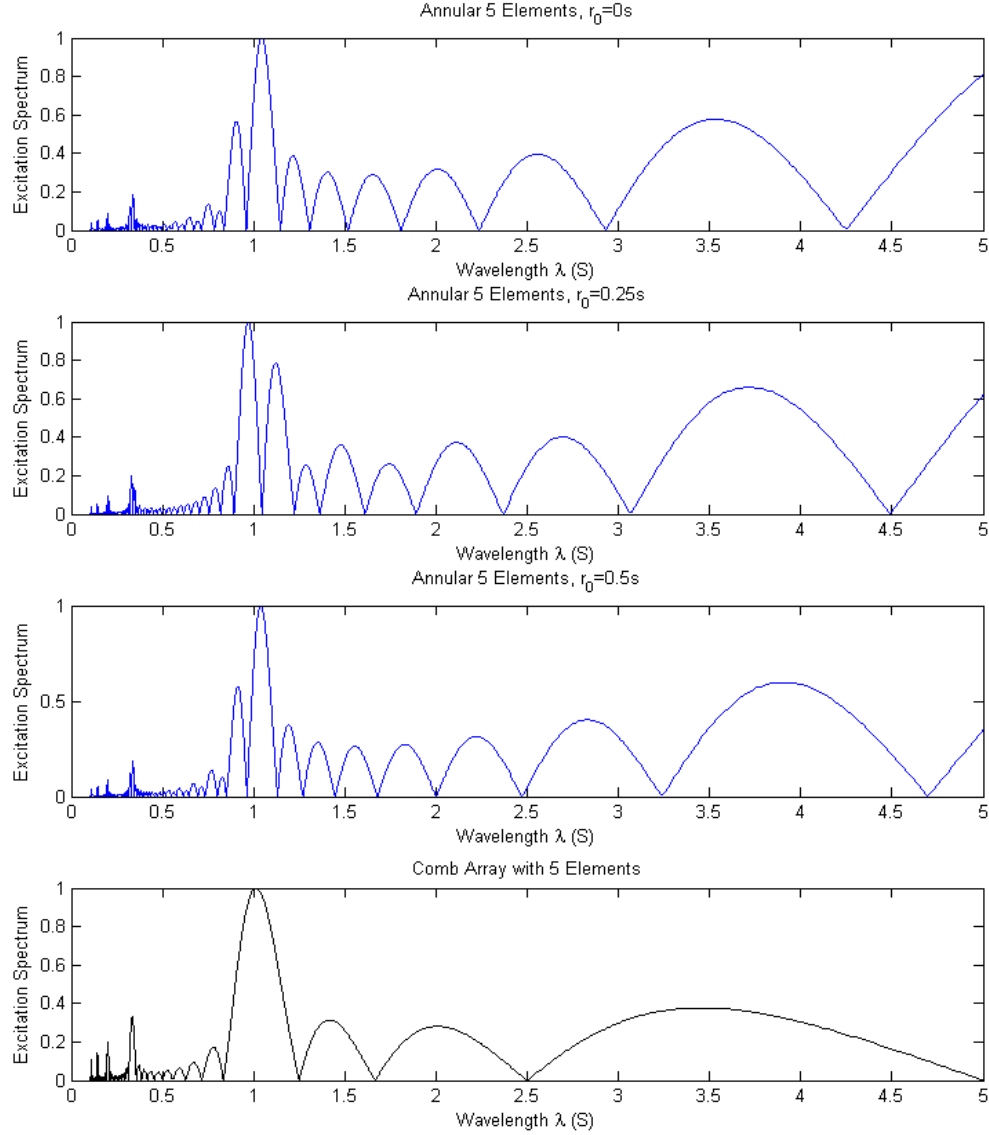 Annular 5 Elements, r0=0s
Excitation Spectrum
1
0.8
0.6
0.4
0.2
0
0 0.5 1 1.5 2 2.5 3 3.5 4 4.5 5
Wavelength λ (S)
Annular 5 Elements, r0=0.25s
Excitation Spectrum
1
0.8
0.6
0.4
0.2
0
0 0.5 1 1.5 2 2.5 3 3.5 4 4.5 5
Wavelength λ (S)
Annular 5 Elements, r0=0.5s
Excitation Spectrum
1
0.5
0
0 0.5 1 1.5 2 2.5 3 3.5 4 4.5 5
Wavelength λ (S)
Comb Array with 5 Elements
Excitation Spectrum
1
0.8
0.6
0.4
0.2
0
0 0.5 1 1.5 2 2.5 3 3.5 4 4.5 5
Wavelength λ (S)